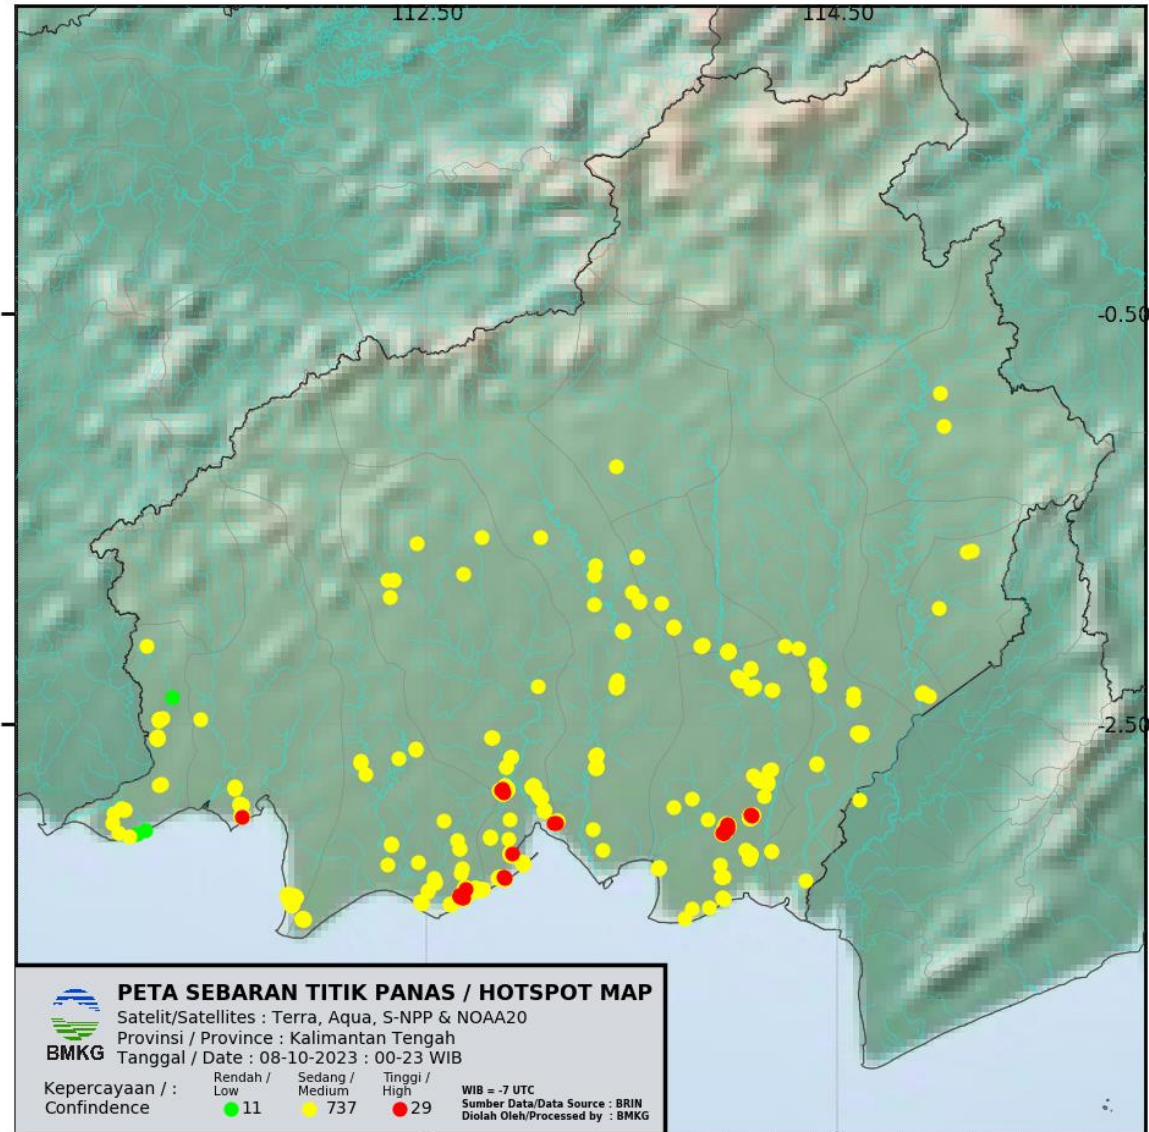 112.50
114.50
-0.50
-2.50
PETA SEBARAN TITIK PANAS / HOTSPOT MAP
Satelit/Satellites : Terra, Aqua, S-NPP & NOAA20
Provinsi / Province : Kalimantan Tengah
BMKG
Tanggal / Date : 08-10-2023 : 00-23 WIB
Kepercayaan / :
Confindence
Rendah /
Low
11
Sedang /
Medium
737
Tinggi /
High
29
WIB = -7 UTC
Sumber Data/Data Source : BRIN
Diolah Oleh/Processed by : BMKG